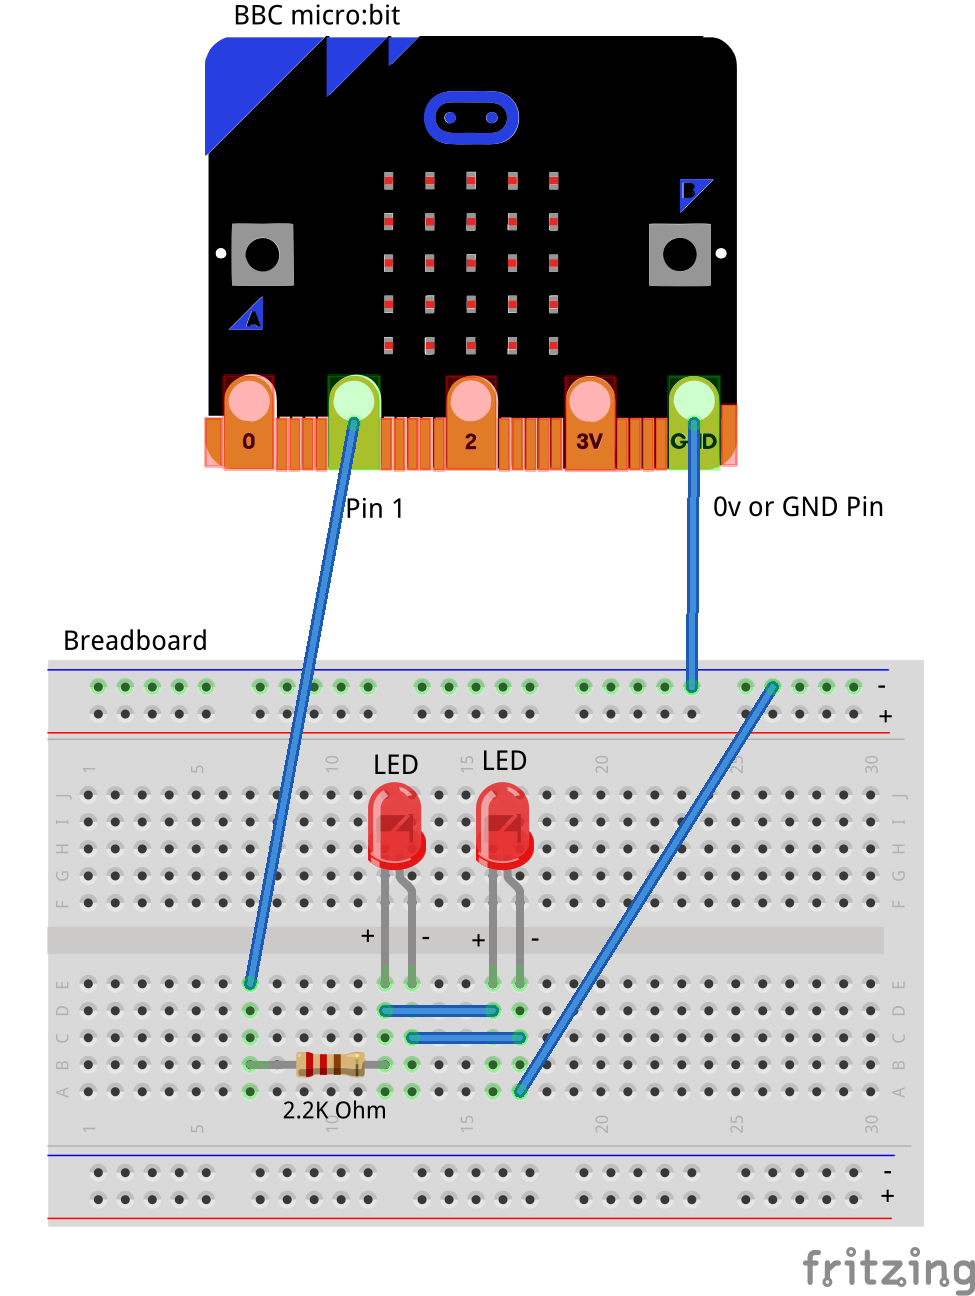 BBC micro:bit
B
A
0
2
3V
GND
Pin 1
0v or GND Pin
Breadboard
-
+
1 5 10 15 20 25 30
LED
LED
J J
I I
H H
G G
F F
+ - + -
E E
D D
C C
B B
A A
2.2K Ohm
1 5 10 15 20 25 30
-
+
fritzing